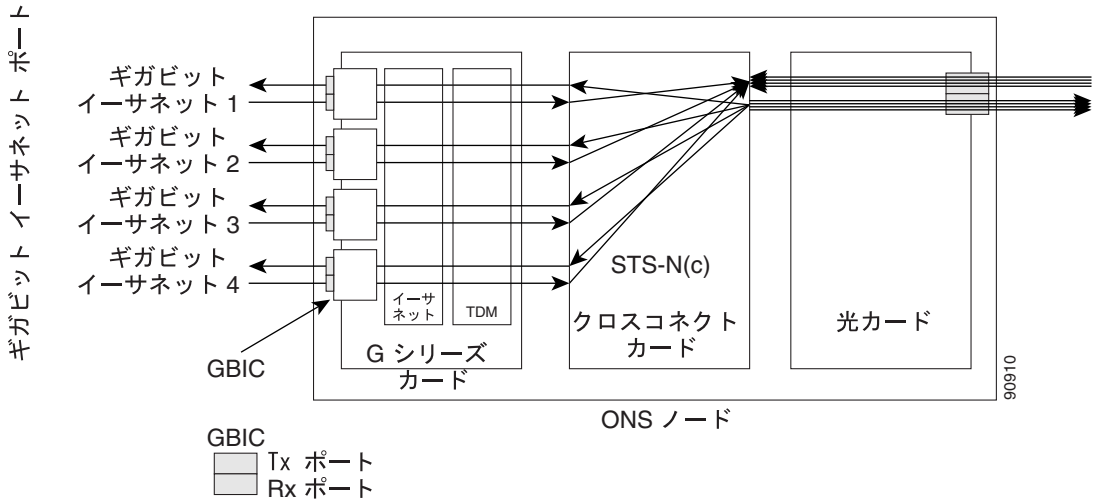 ギガビット イーサネット ポート
ギガビット
イーサネット 1
ギガビット
イーサネット 2
ギガビット
イーサネット 3
ギガビット
イーサネット 4
GBIC
イーサ
ネット
TDM
G シリーズ
カード
STS-N(c)
クロスコネクト
カード
光カード
90910
ONS ノード
GBIC
Tx ポート
Rx ポート